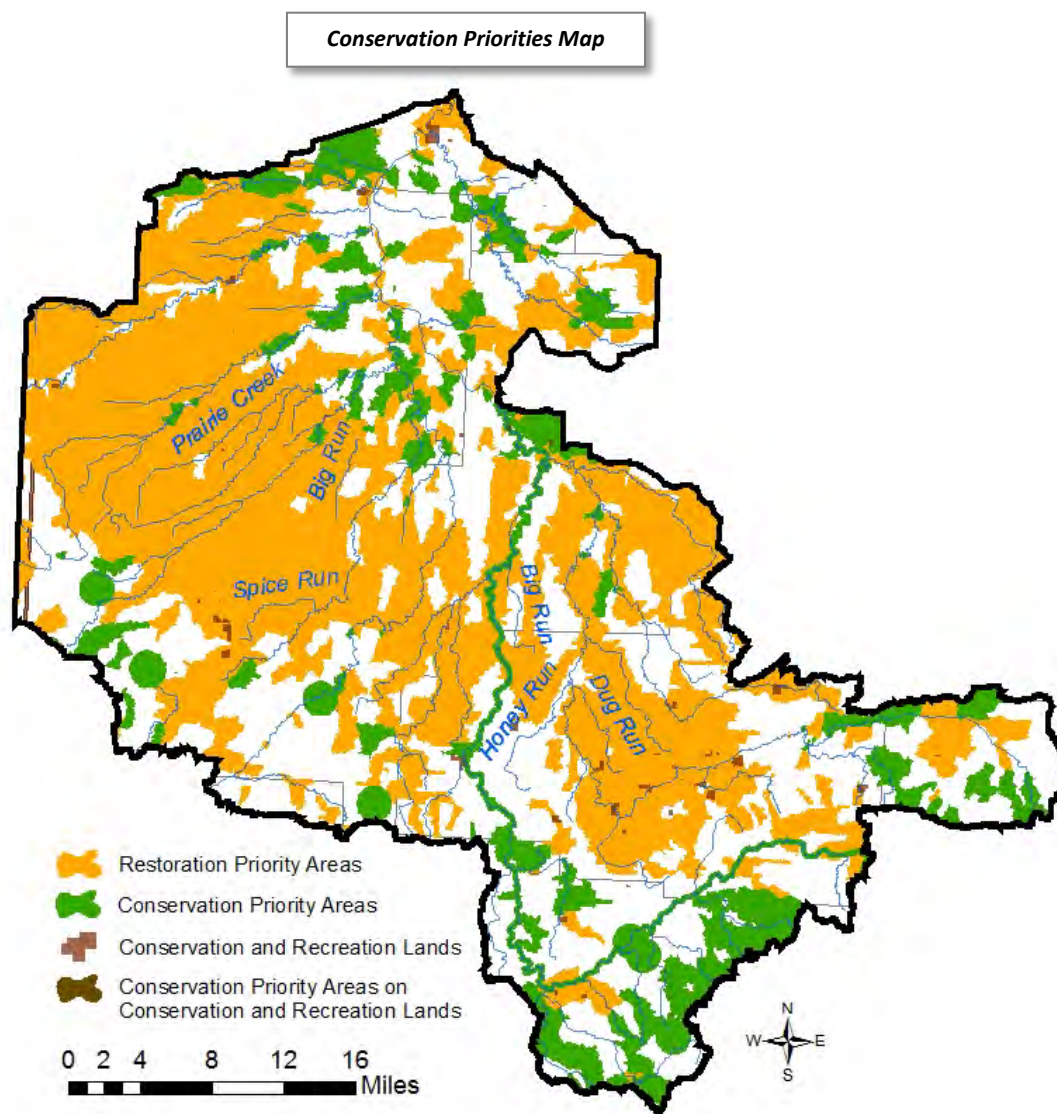 Conservation Priorities Map
Prairie Creek
Big Run
Spice Run
Big Run
Honey Run
Dug Run
Restoration Priority Areas
Conservation Priority Areas
Conservation and Recreation Lands
Conservation Priority Areas on
Conservation and Recreation Lands
N
W E
S
0 2 4 8 12 16
Miles